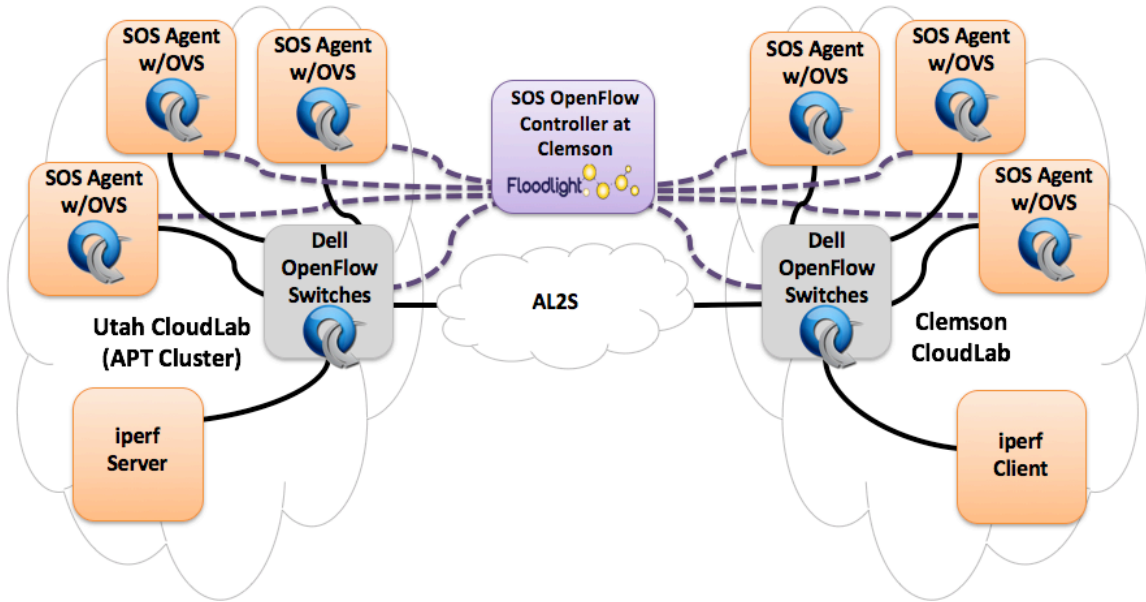 SOS Agent
w/OVS
SOS Agent
w/OVS
SOS Agent
w/OVS
SOS OpenFlow
Controller at
Clemson
Floodlight
SOS Agent
w/OVS
SOS Agent
w/OVS
SOS Agent
w/OVS
Dell
OpenFlow
Switches
AL2S
Dell
OpenFlow
Switches
Utah CloudLab
(APT Cluster)
Clemson
CloudLab
iperf
Server
iperf
Client